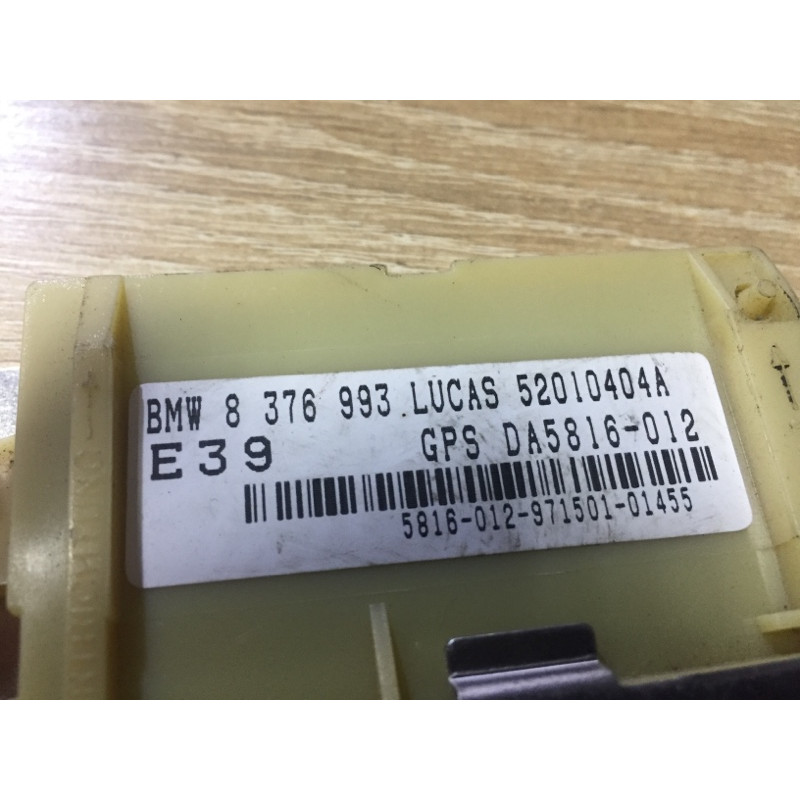 BMW 8 376 993 LUCAS 52010404A
E39 GPS DA5816-012
5816-012-971501-01455